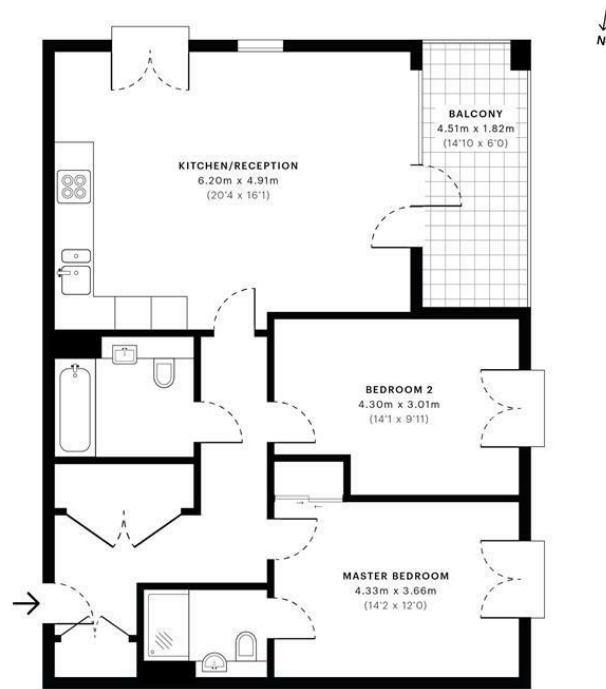 N
BALCONY
4.51m x 1.82m
(14'10 x 6'0)
KITCHEN/RECEPTION
6.20m x 4.91m
(20'4 x 16'1)
BEDROOM 2
4.30m x 3.01m
(14'1 x 9'11)
MASTER BEDROOM
4.33m x 3.66m
(14'2 x 12'0)